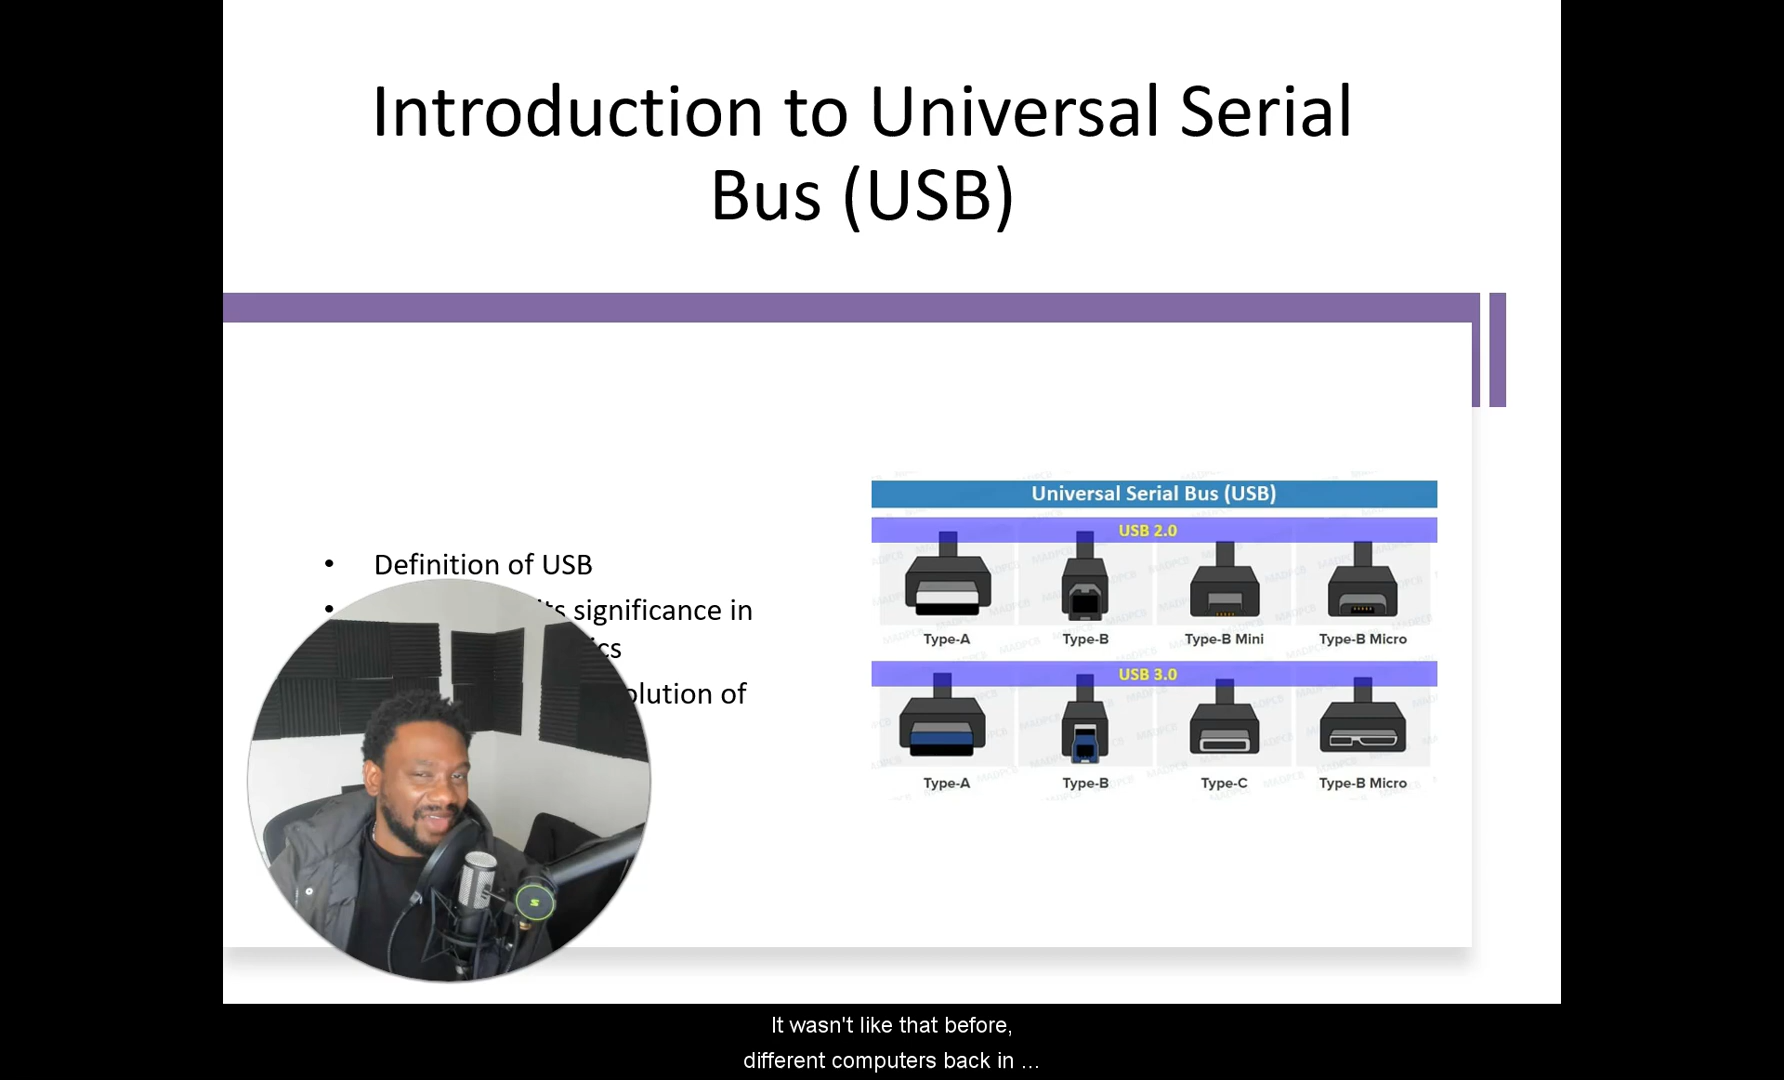 Introduction to Universal Serial
Bus (USB)
• Definition of USB
• significance in
olution of
Universal Serial Bus (USB)
USB 2.0
Type-A Type-B Type-B Mini Type-B Micro
USB 3.0
Type-A Type-B Type-C Type-B Micro
MADPCB
It wasn't like that before,
different computers back in ...